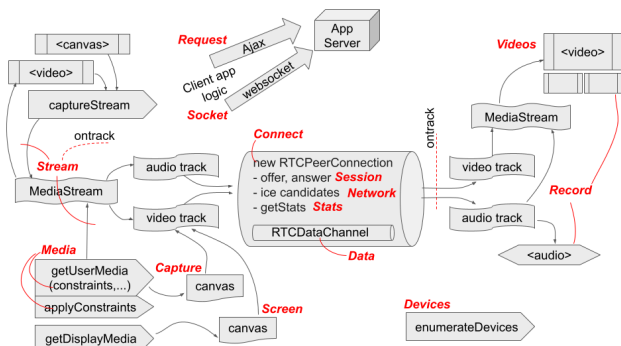 <canvas>
<video>
captureStream
ontrack
Stream
MediaStream
Media
getUserMedia
(constraints,...)
applyConstraints
getDisplayMedia
Request
Ajax
App
Server
Client app
logic
websocket
Socket
Connect
audio track
video track
Capture
canvas
Screen
canvas
new RTCPeerConnection
- offer, answer Session
- ice candidates Network
- getStats Stats
RTCDataChannel
Data
ontrack
Videos
<video>
MediaStream
video track
audio track
Record
<audio>
Devices
enumerateDevices